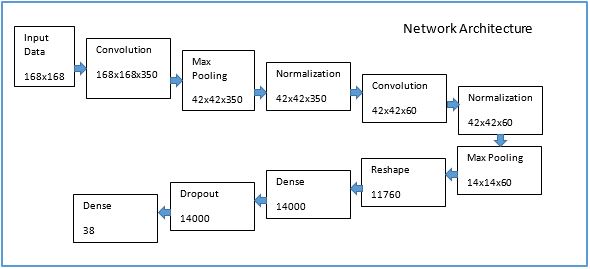 Network Architecture
Input
Data
168x168
Convolution
168x168x350
Max
Pooling
42x42x350
Normalization
42x42x350
Convolution
42x42x60
Normalization
42x42x60
Max Pooling
14x14x60
Reshape
11760
Dense
14000
Dropout
14000
Dense
38